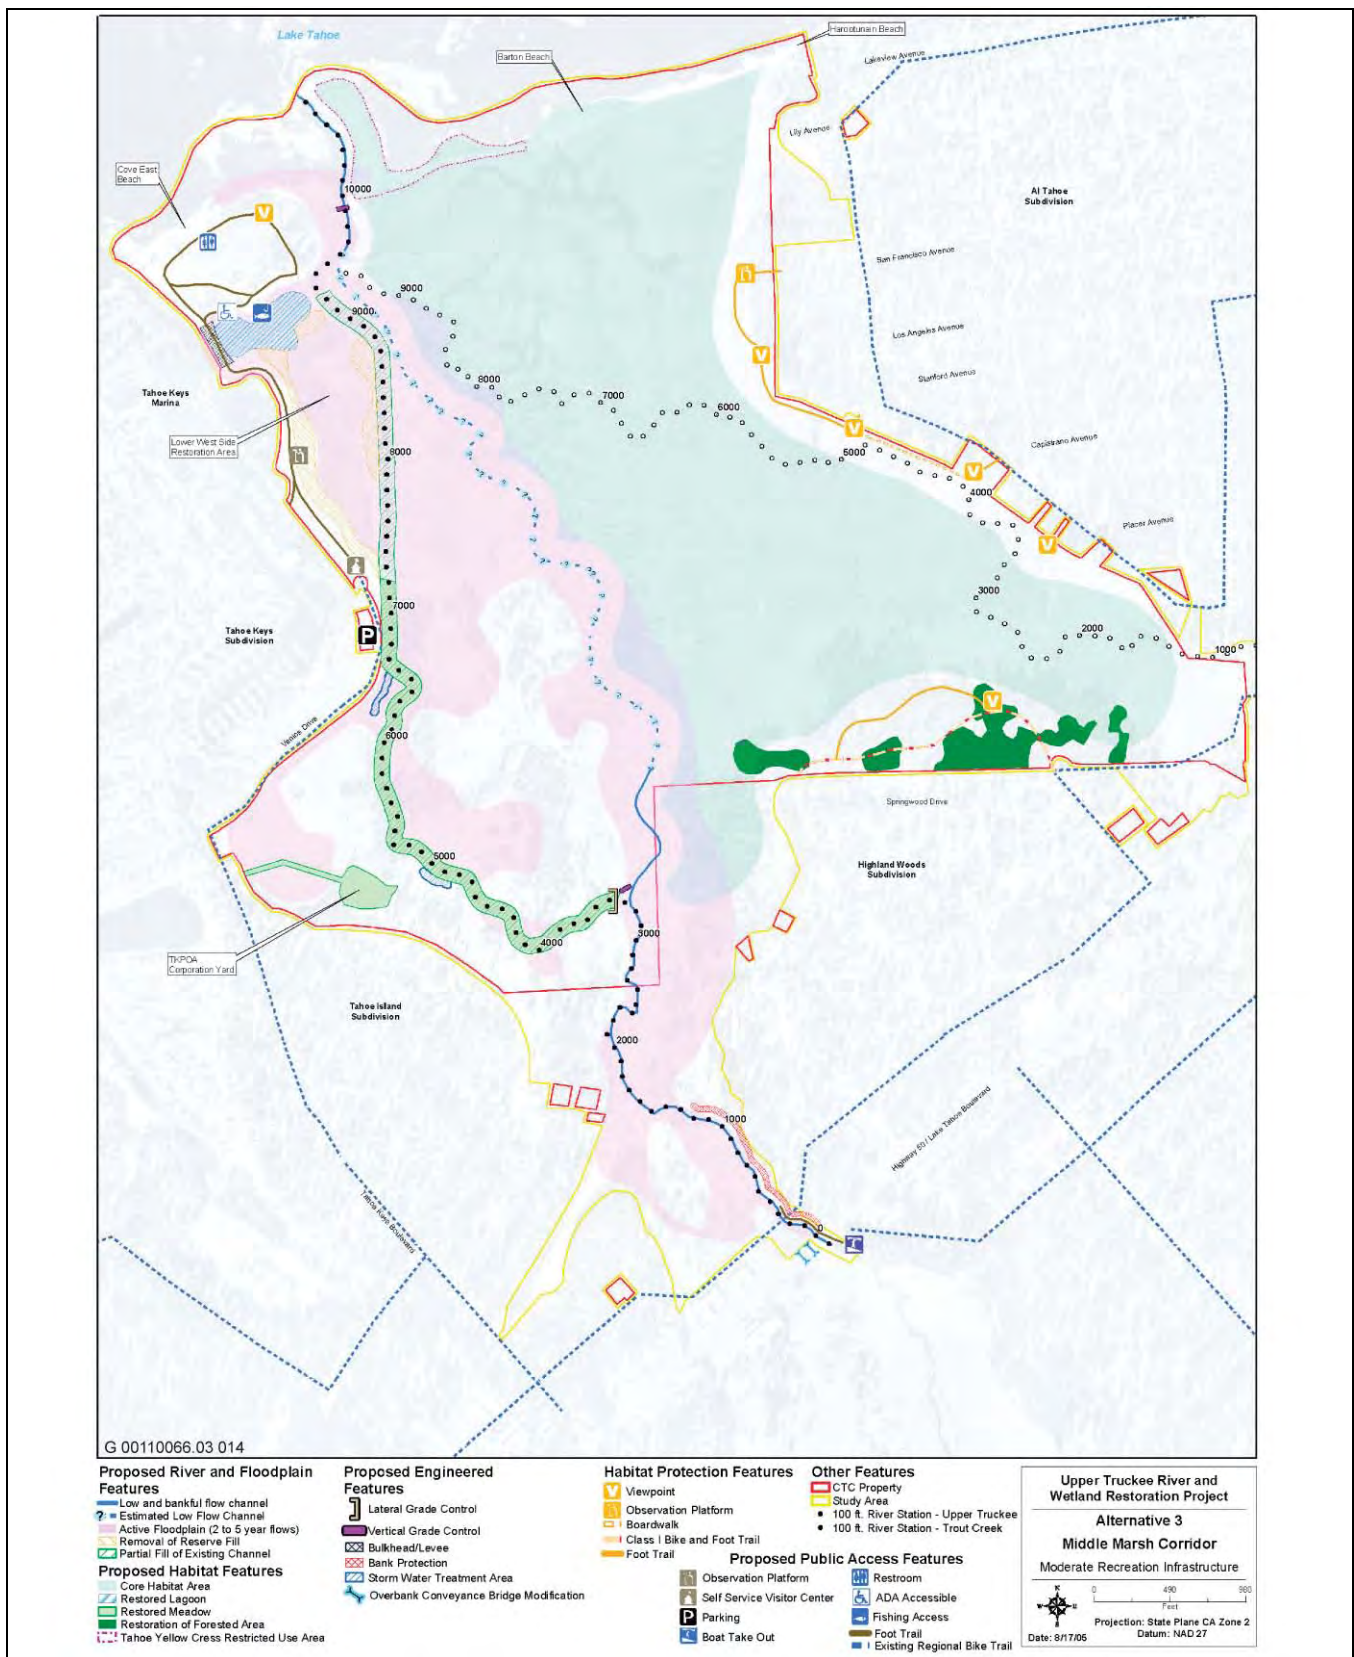 Lake Tahoe
Harootunain Beach
Barton Beach
Lakeview Avenue
Lily Avenue
Cove East
Beach
10000
Al Tahoe
Subdivision
San Francisco Avenue
9000
9000
Los Angeles Avenue
Stanford Avenue
8000
7000
6000
Tahoe Keys
Marina
Lower West Side
Restoration Area
8000
5000
Capistrano Avenue
4000
Placer Avenue
3000
7000
2000
1000
Tahoe Keys
Subdivision
Venice Drive
6000
Springwood Drive
5000
Highland Woods
Subdivision
4000
3000
TKPOA
Corporation Yard
Tahoe Island
Subdivision
2000
1000
Highway 50 / Lake Tahoe Boulevard
Tahoe Keys Boulevard
0
G 00110066.03 014
Proposed River and Floodplain
Features
Low and bankful flow channel
Estimated Low Flow Channel
Active Floodplain (2 to 5 year flows)
Removal of Reserve Fill
Partial Fill of Existing Channel
Proposed Habitat Features
Core Habitat Area
Restored Lagoon
Restored Meadow
Restoration of Forested Area
Tahoe Yellow Cress Restricted Use Area
Proposed Engineered
Features
Lateral Grade Control
Vertical Grade Control
Bulkhead/Levee
Bank Protection
Storm Water Treatment Area
Overbank Conveyance Bridge Modification
Habitat Protection Features
V Viewpoint
Observation Platform
Boardwalk
Class I Bike and Foot Trail
Foot Trail
Other Features
CTC Property
Study Area
100 ft. River Station - Upper Truckee
100 ft. River Station - Trout Creek
Proposed Public Access Features
Observation Platform
Self Service Visitor Center
P Parking
Boat Take Out
Restroom
ADA Accessible
Fishing Access
Foot Trail
Existing Regional Bike Trail
Upper Truckee River and
Wetland Restoration Project
Alternative 3
Middle Marsh Corridor
Moderate Recreation Infrastructure
0 490 980
Feet
Projection: State Plane CA Zone 2
Datum: NAD 27
Date: 8/17/05